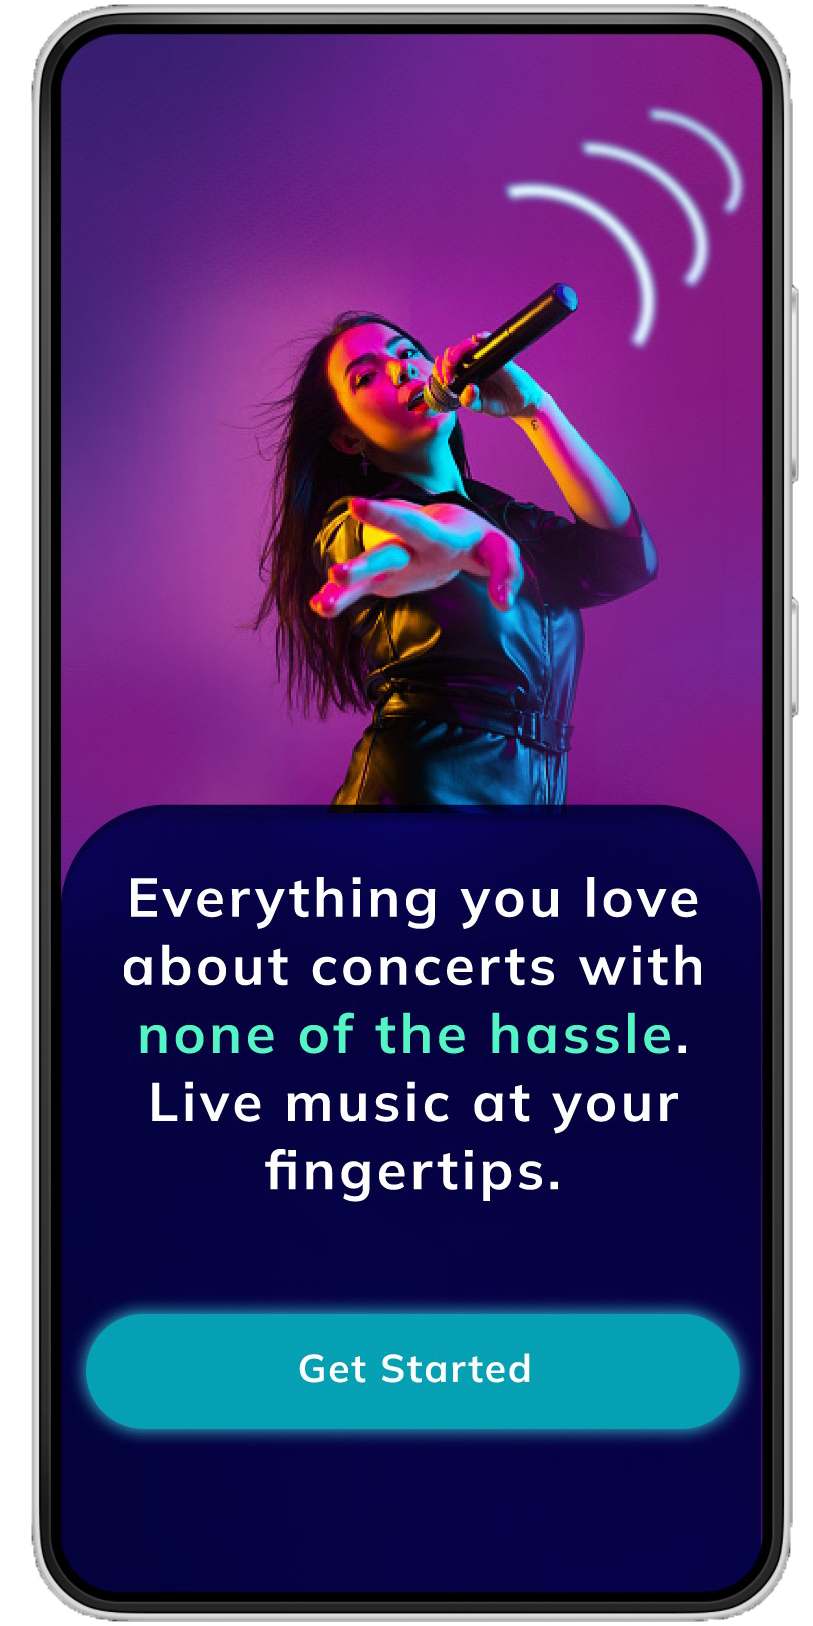 Everything you love
about concerts with
none of the hassle.
Live music at your
fingertips.
Get Started